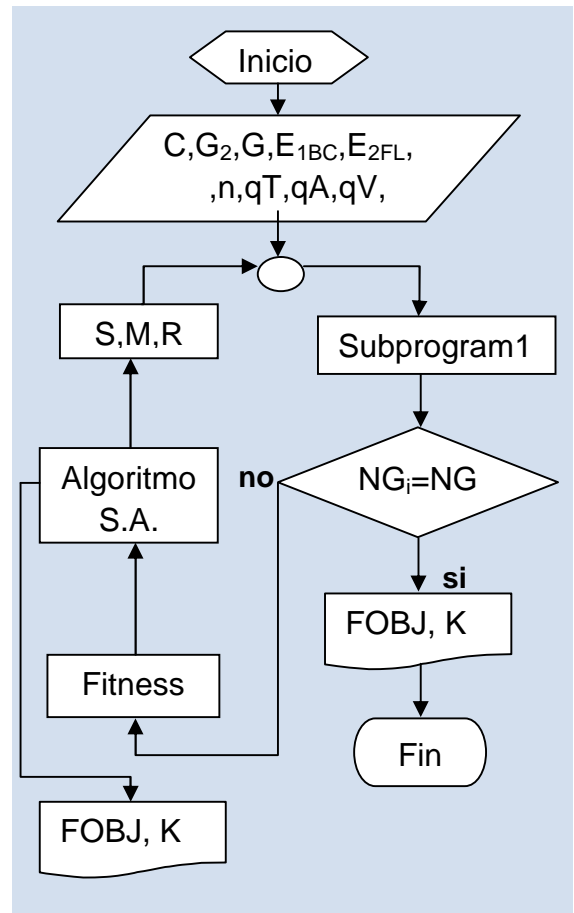 Inicio
C,G₂,G,E₁BC,E₂FL,
,n,qT,qA,qV,
S,M,R
Subprogram1
Algoritmo
S.A.
no
NGᵢ=NG
si
FOBJ, K
Fitness
Fin
FOBJ, K